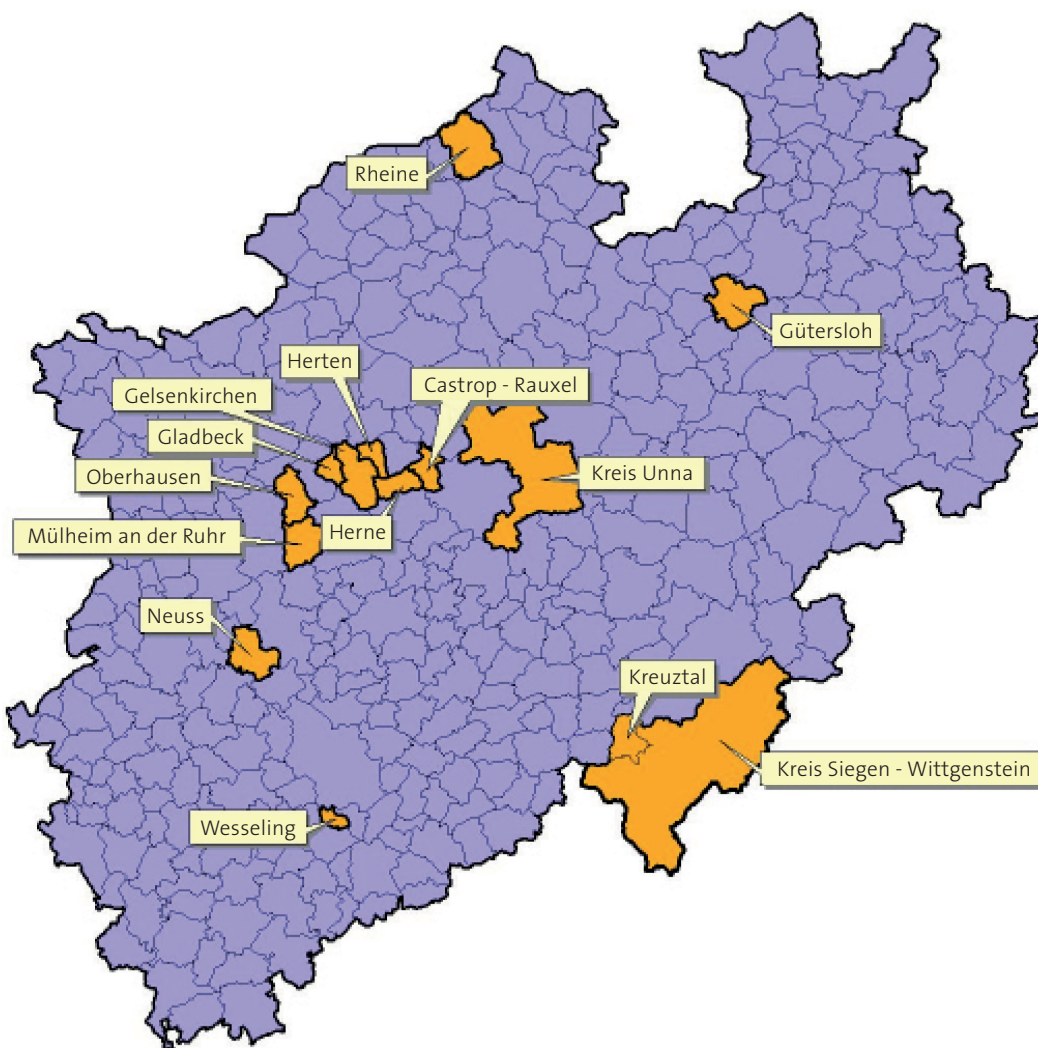 Rheine
Gütersloh
Herten
Castrop - Rauxel
Gelsenkirchen
Gladbeck
Oberhausen
Kreis Unna
Mülheim an der Ruhr
Herne
Neuss
Kreuztal
Kreis Siegen - Wittgenstein
Wesseling